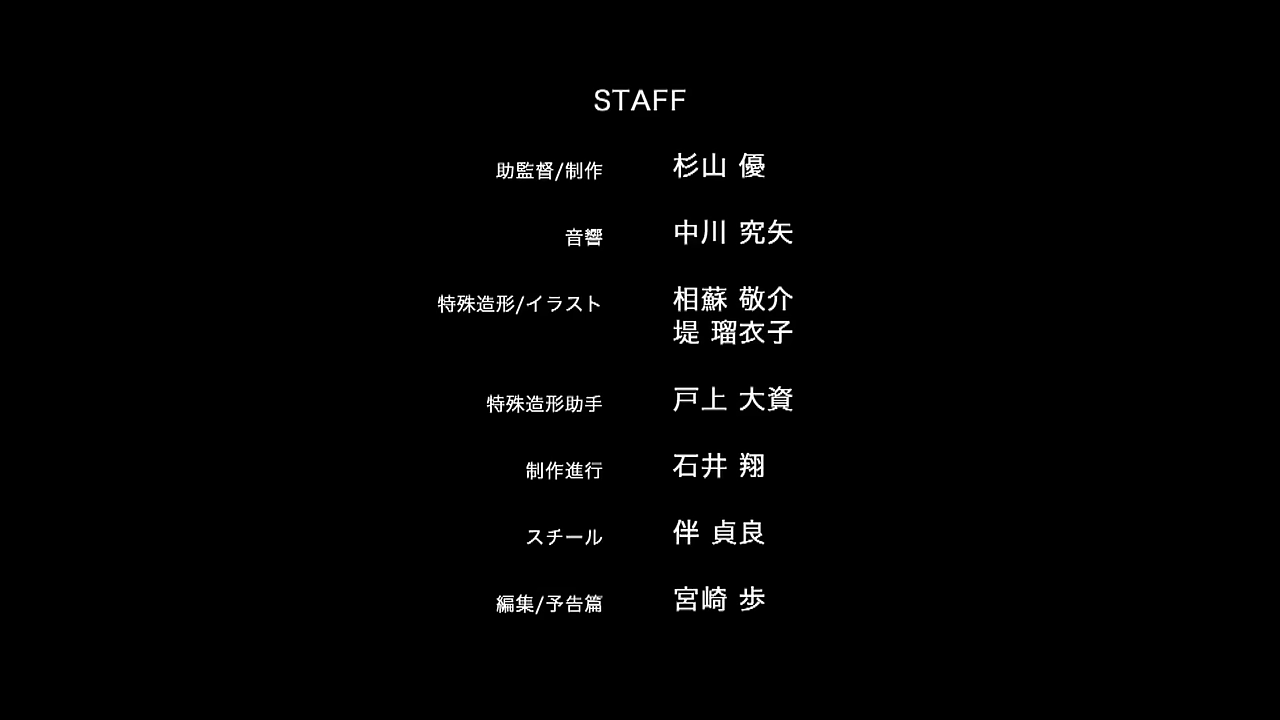 STAFF
助監督/制作 杉山 優
音響 中川 究矢
特殊造形/イラスト 相蘇 敬介
堤 瑠衣子
特殊造形助手 戸上 大資
制作進行 石井 翔
スチール 伴 貞良
編集/予告篇 宮崎 歩